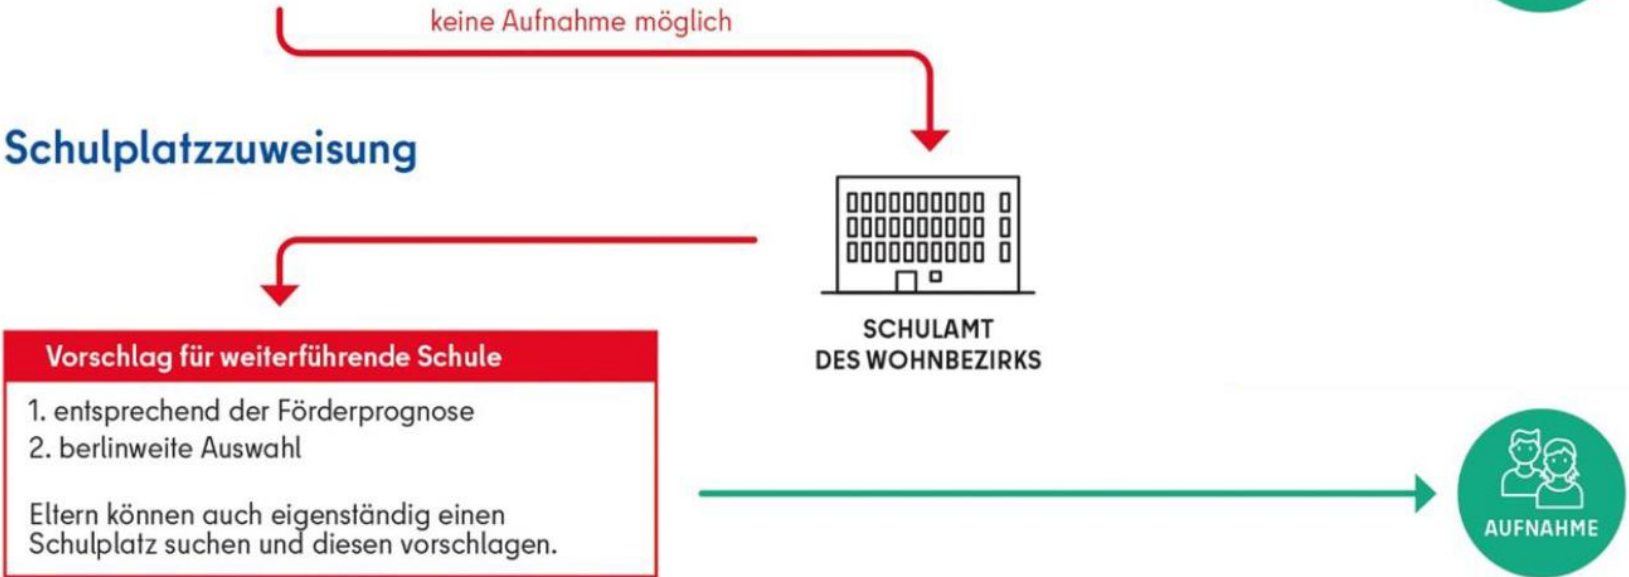 keine Aufnahme möglich
Schulplatzzuweisung
SCHULAMT
DES WOHNBEZIRKS
Vorschlag für weiterführende Schule
1. entsprechend der Förderprognose
2. berlinweite Auswahl
Eltern können auch eigenständig einen
Schulplatz suchen und diesen vorschlagen.
AUFNAHME